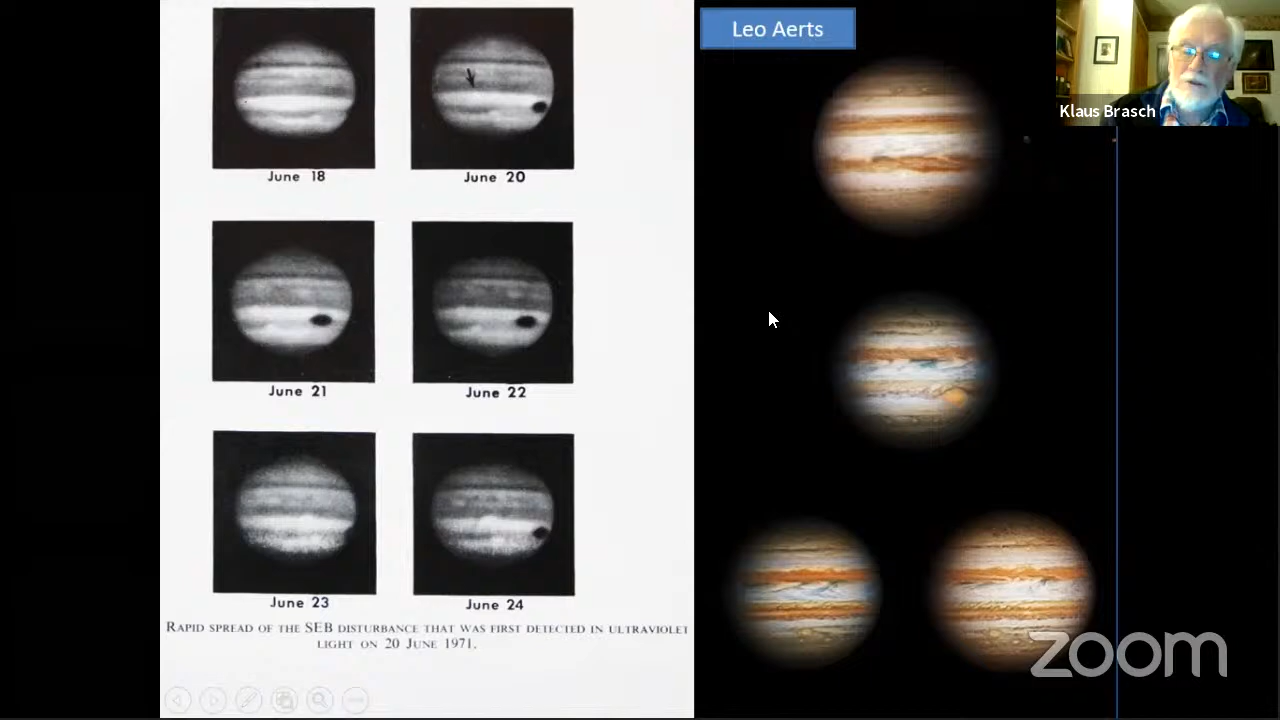 Leo Aerts
Klaus Brasch
June 18
June 20
June 21
June 22
June 23
June 24
RAPID SPREAD OF THE SEB DISTURBANCE THAT WAS FIRST DETECTED IN ULTRAVIOLET
LIGHT ON 20 JUNE 1971.
zoom